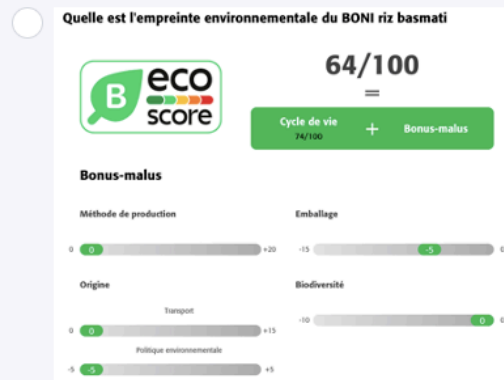 Quelle est l'empreinte environnementale du BONI riz basmati
B eco score
64/100
=
Cycle de vie + Bonus-malus
74/100
Bonus-malus
Méthode de production
0 0 +20
Emballage
-15 -5 0
Origine
Transport
0 0 +15
Politique environnementale
-5 -5 +5
Biodiversité
-10 0 0